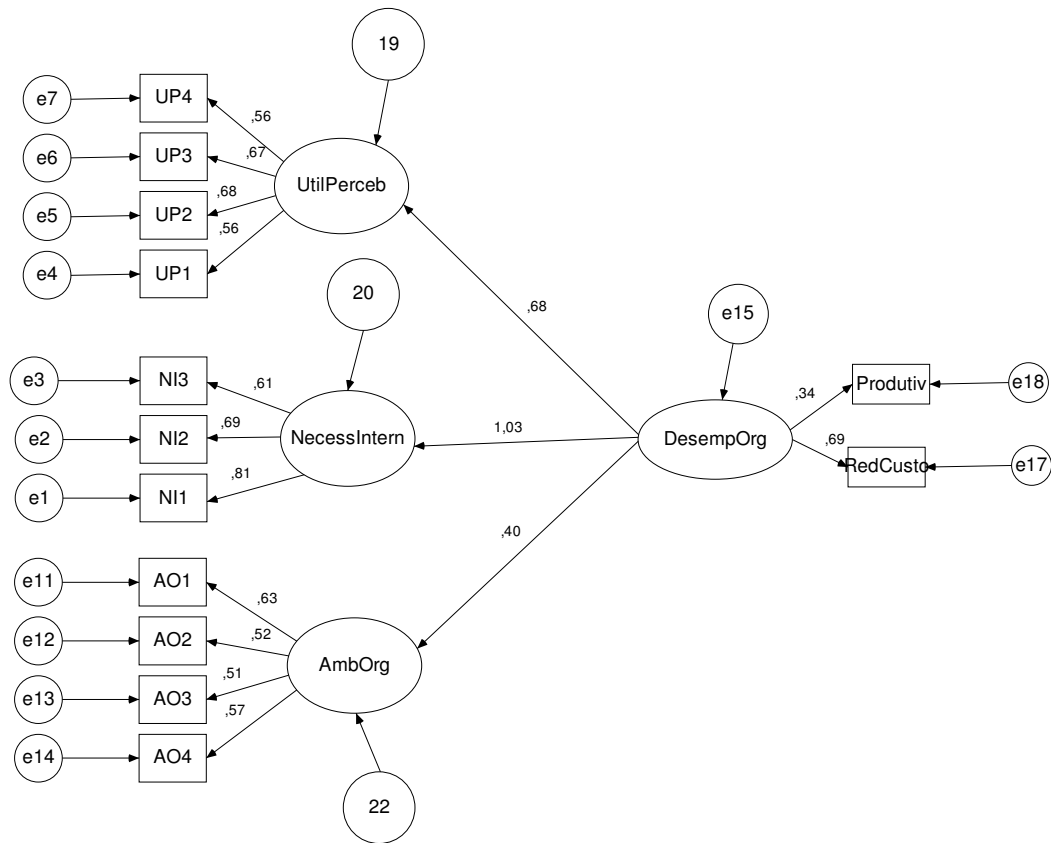 19
e7
UP4
,56
e6
UP3
,67
UtilPerceb
e5
UP2
,68
e4
UP1
,56
20
,68
e15
e3
NI3
,61
e2
NI2
,69
NecessIntern
1,03
DesempOrg
,34
Produtiv
e18
,69
RedCusto
e17
e1
NI1
,81
,40
e11
AO1
,63
e12
AO2
,52
AmbOrg
e13
AO3
,51
e14
AO4
,57
22